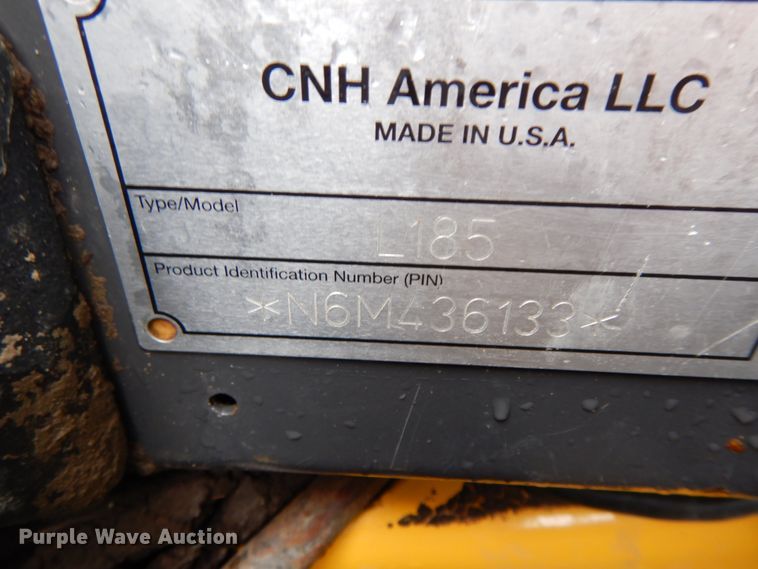 CNH America LLC
MADE IN U.S.A.
Type/Model
L185
Product Identification Number (PIN)
*N6M436133*
Purple Wave Auction